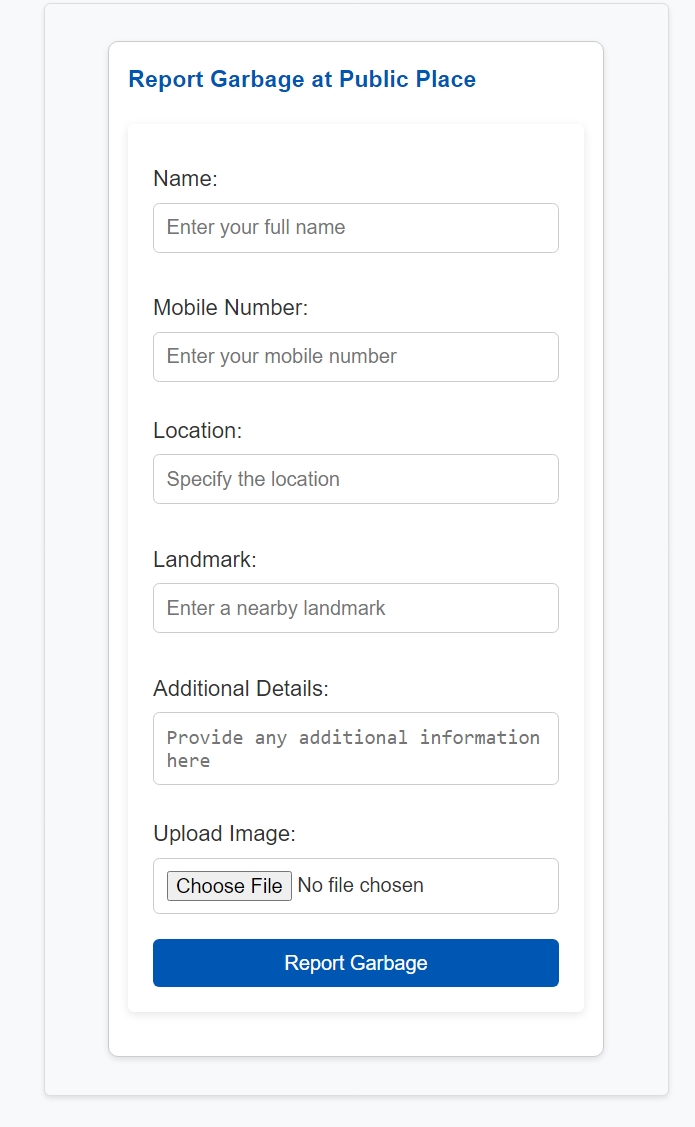 Report Garbage at Public Place
Name:
Enter your full name
Mobile Number:
Enter your mobile number
Location:
Specify the location
Landmark:
Enter a nearby landmark
Additional Details:
Provide any additional information
here
Upload Image:
Choose File No file chosen
Report Garbage